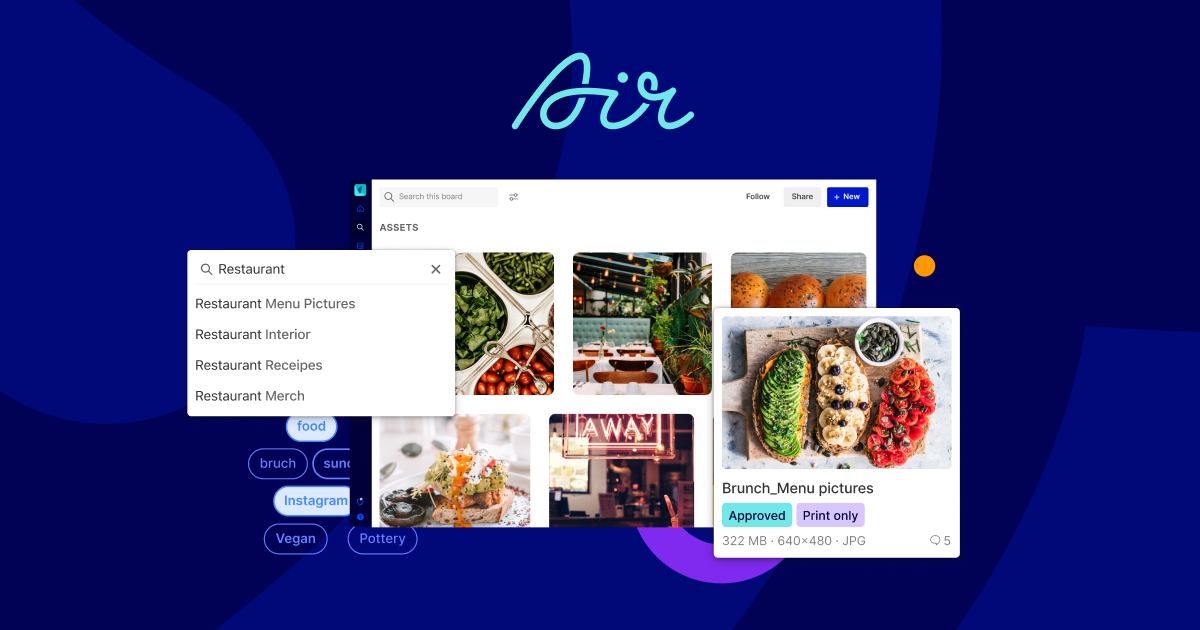 Air
Search this board
Follow
Share
+ New
ASSETS
Restaurant
Restaurant Menu Pictures
Restaurant Interior
Restaurant Receipes
Restaurant Merch
AWAY
food
bruch
Instagram
Vegan
Pottery
Brunch_Menu pictures
Approved
Print only
322 MB · 640×480 · JPG
5